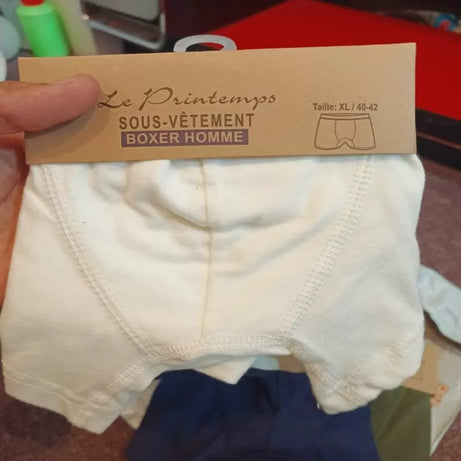 Le Printemps
SOUS-VÊTEMENT
BOXER HOMME
Taille: XL / 40-42